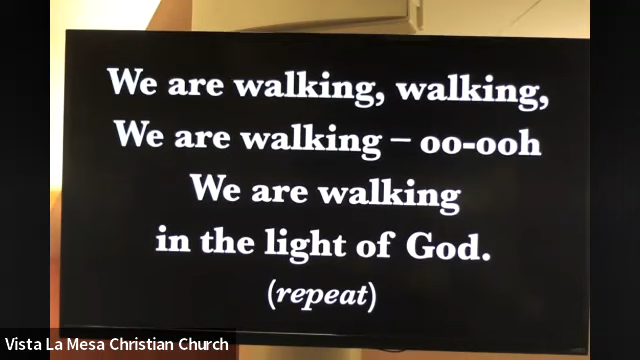 We are walking, walking,
We are walking – oo-ooh
We are walking
in the light of God.
(repeat)
Vista La Mesa Christian Church